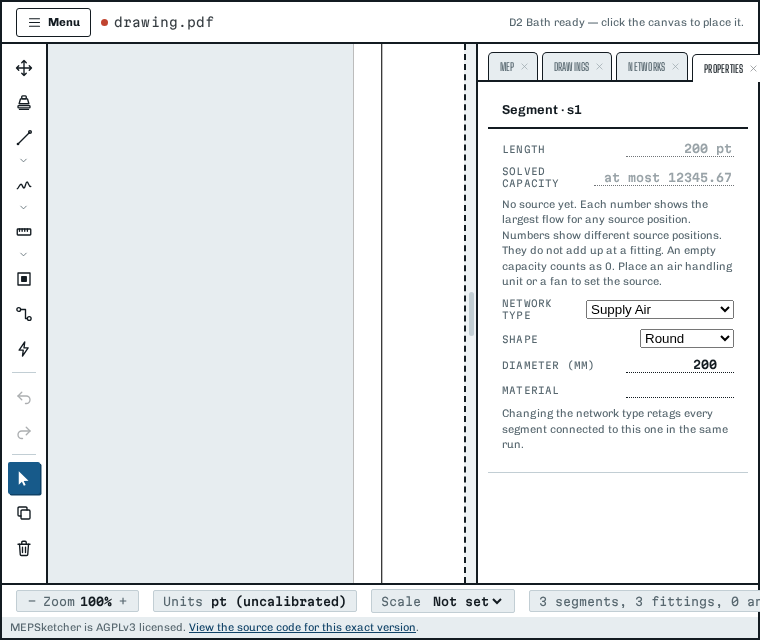 Menu
drawing.pdf
D2 Bath ready — click the canvas to place it.
MEP ×
DRAWINGS ×
NETWORKS ×
PROPERTIES ×
Segment · s1
LENGTH 200 pt
SOLVED CAPACITY at most 12345.67
No source yet. Each number shows the
largest flow for any source position.
Numbers show different source positions.
They do not add up at a fitting. An empty
capacity counts as 0. Place an air handling
unit or a fan to set the source.
NETWORK TYPE Supply Air
SHAPE Round
DIAMETER (MM) 200
MATERIAL
Changing the network type retags every
segment connected to this one in the same
run.
− Zoom 100% +
Units pt (uncalibrated)
Scale Not set
3 segments, 3 fittings, 0 
MEPSketcher is AGPLv3 licensed. View the source code for this exact version.